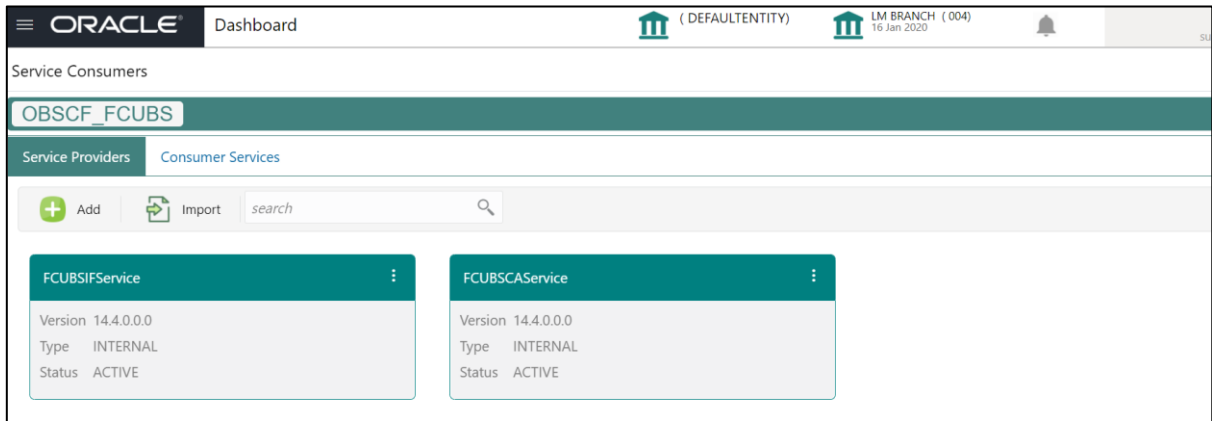 ORACLE® Dashboard ( DEFAULTENTITY) LM BRANCH ( 004)
16 Jan 2020
su
Service Consumers
OBSCF_FCUBS
Service Providers Consumer Services
Add Import search
FCUBSIFService FCUBSCAService
Version 14.4.0.0.0 Version 14.4.0.0.0
Type INTERNAL Type INTERNAL
Status ACTIVE Status ACTIVE